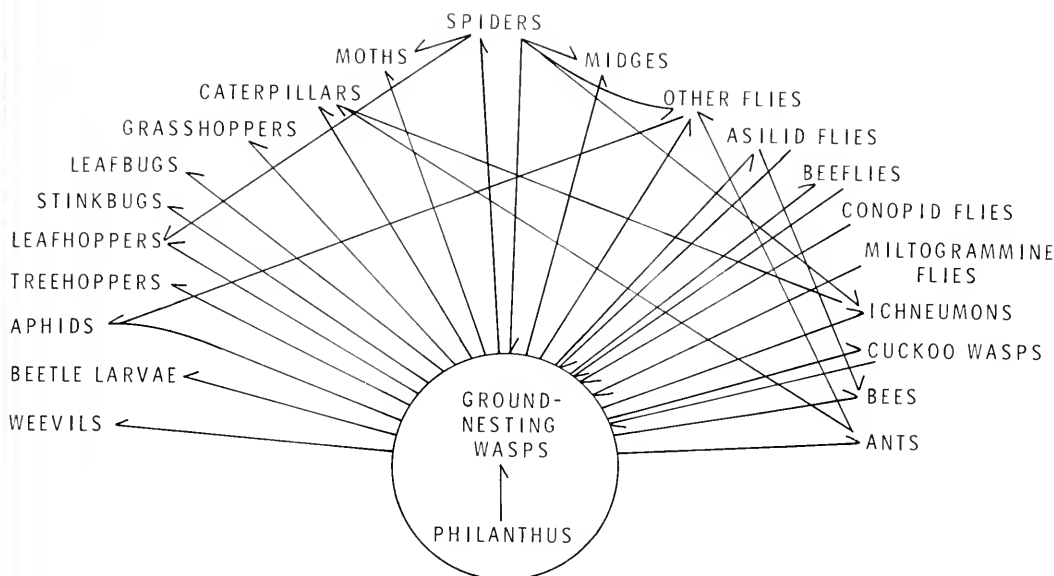 SPIDERS
MOTHS
MIDGES
CATERPILLARS
OTHER FLIES
GRASSHOPPERS
ASILID FLIES
LEAFBUGS
BEEFLIES
STINKBUGS
CONOPID FLIES
LEAFHOPPERS
MILTOGRAMMINE
FLIES
TREEHOPPERS
ICHNEUMONS
APHIDS
CUCKOO WASPS
BEETLE LARVAE
BEES
WEEVILS
ANTS
GROUND-
NESTING
WASPS
PHILANTHUS